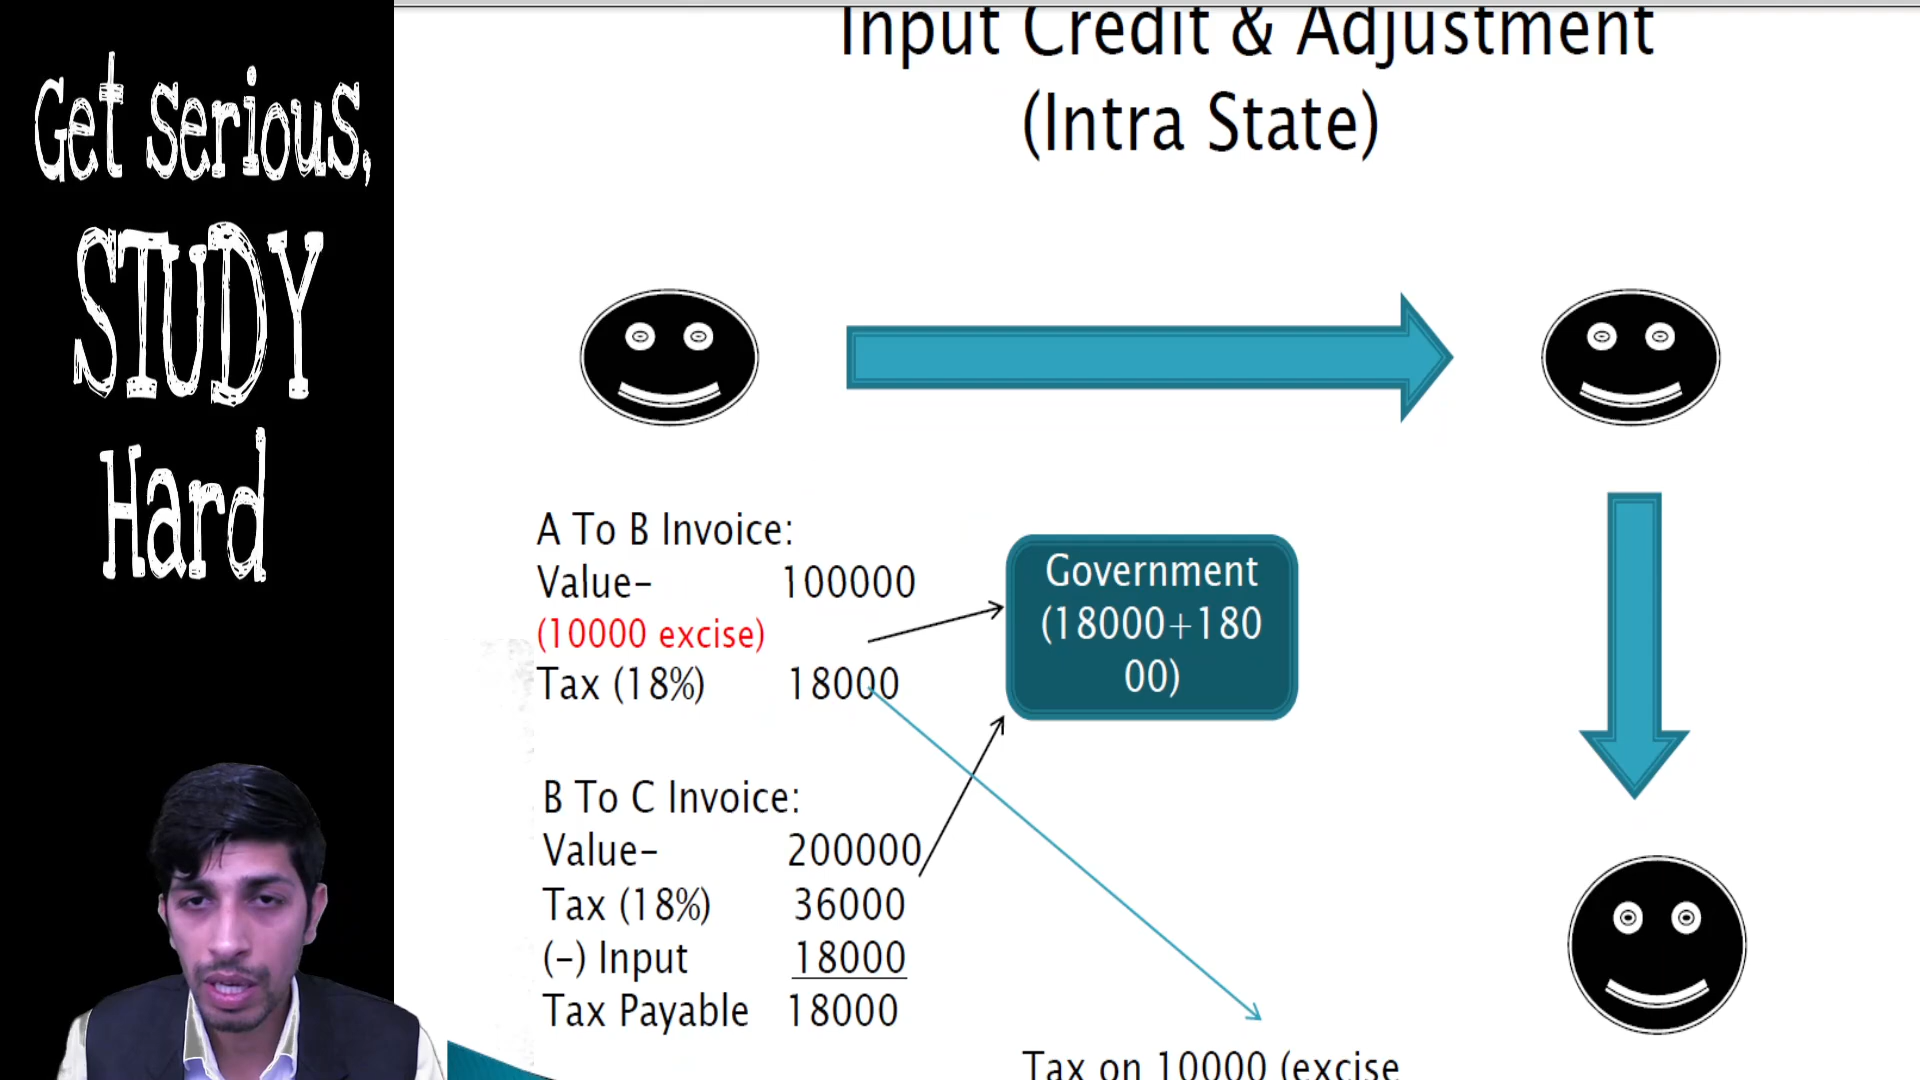 Get serious,
STUDY
Hard
Input Credit & Adjustment
(Intra State)
A To B Invoice:
Value- 100000
(10000 excise)
Tax (18%) 18000
Government
(18000+180
00)
B To C Invoice:
Value- 200000
Tax (18%) 36000
(-) Input 18000
Tax Payable 18000
Tax on 10000 (excise